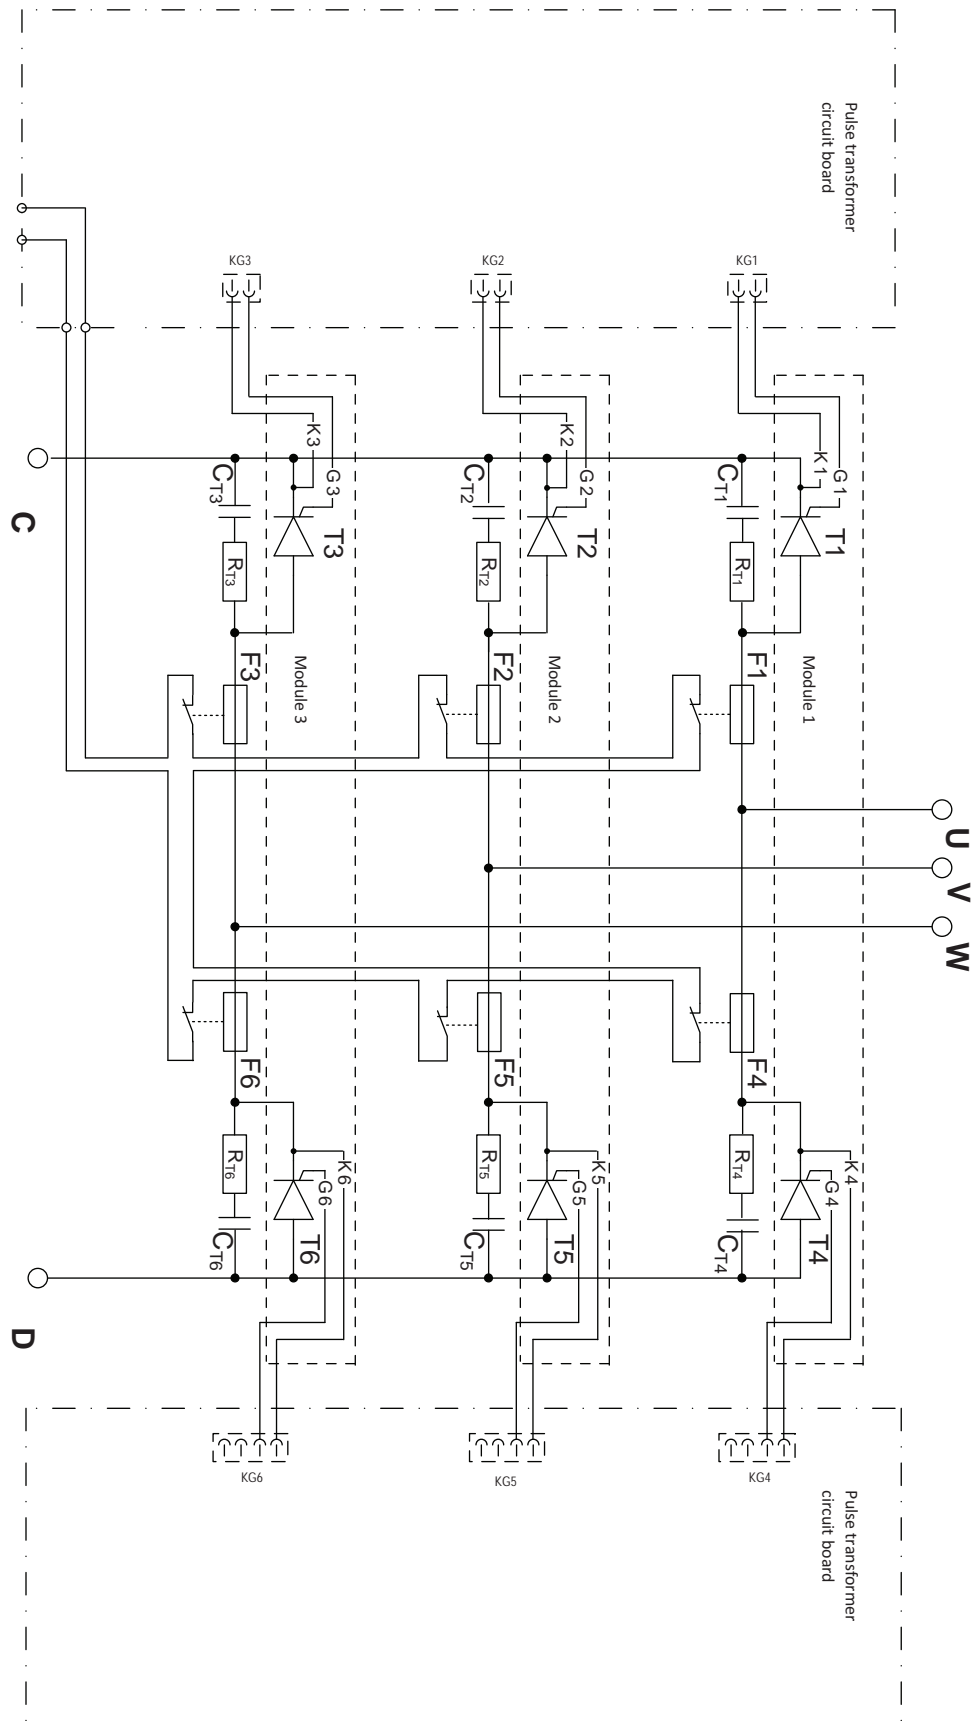 Pulse transformer
circuit board
KG3
KG2
KG1
K3
G3
K2
G2
K1
G1
C
CT3
RT3
T3
CT2
RT2
T2
CT1
RT1
T1
F3
Module 3
F2
Module 2
F1
Module 1
U
V
W
F6
F5
F4
RT6
K6
G6
RT5
K5
G5
RT4
K4
G4
CT6
T6
CT5
T5
CT4
T4
D
KG6
KG5
KG4
Pulse transformer
circuit board